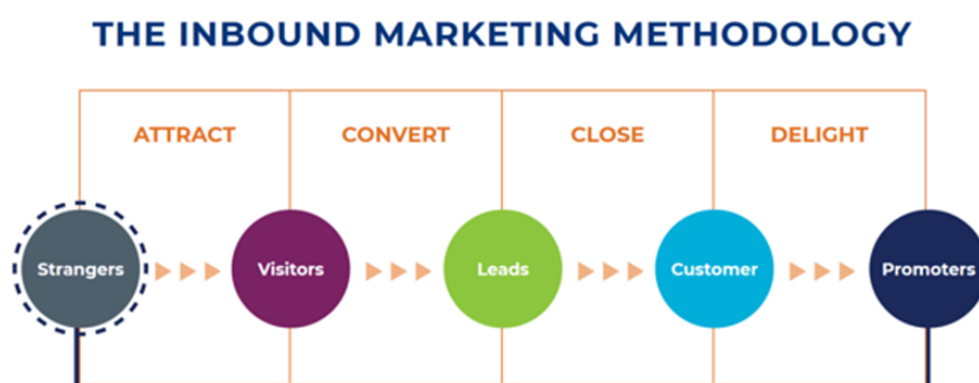 THE INBOUND MARKETING METHODOLOGY
ATTRACT CONVERT CLOSE DELIGHT
Strangers Visitors Leads Customer Promoters